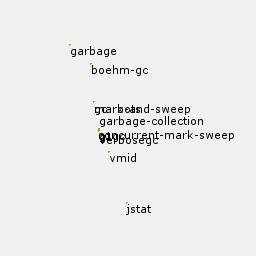 garbage
boehm-gc
mark-and-sweep
garbage-collection
concurrent-mark-sweep
verbosegc
vmid
jstat